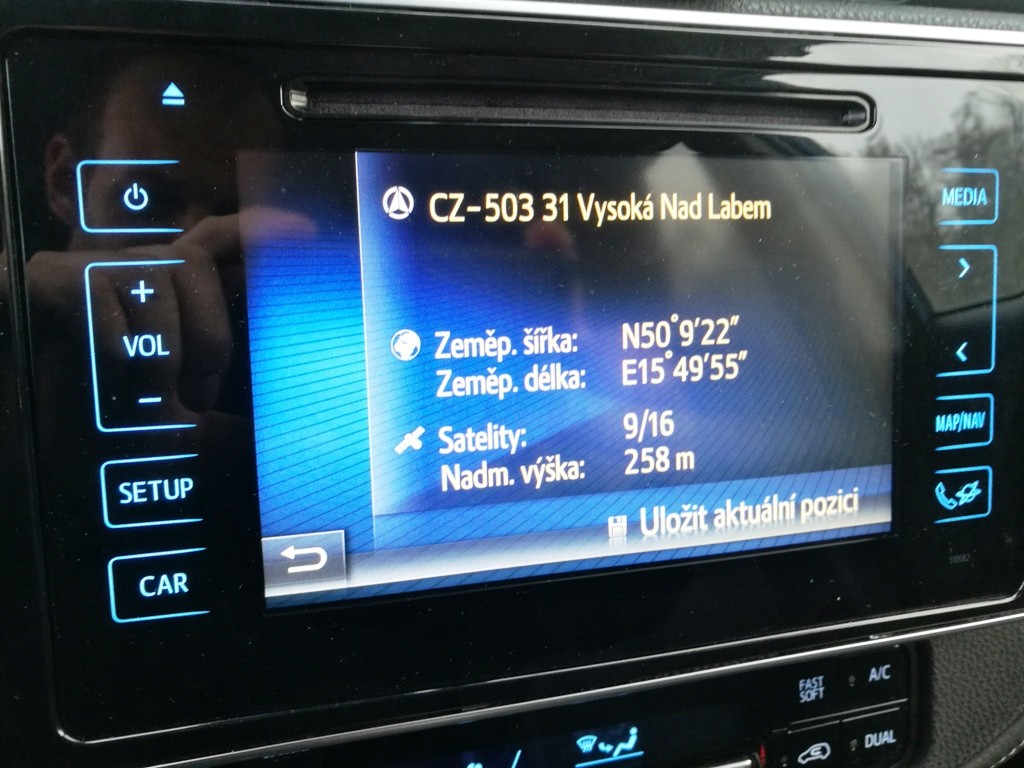 CZ-503 31 Vysoká Nad Labem
Zeměp. šířka: N50°9'22"
Zeměp. délka: E15°49'55"
Satelity: 9/16
Nadm. výška: 258 m
Uložit aktuální pozici
+
VOL
−
SETUP
CAR
MEDIA
>
<
MAP/NAV
510082
FAST
SOFT
A/C
DUAL